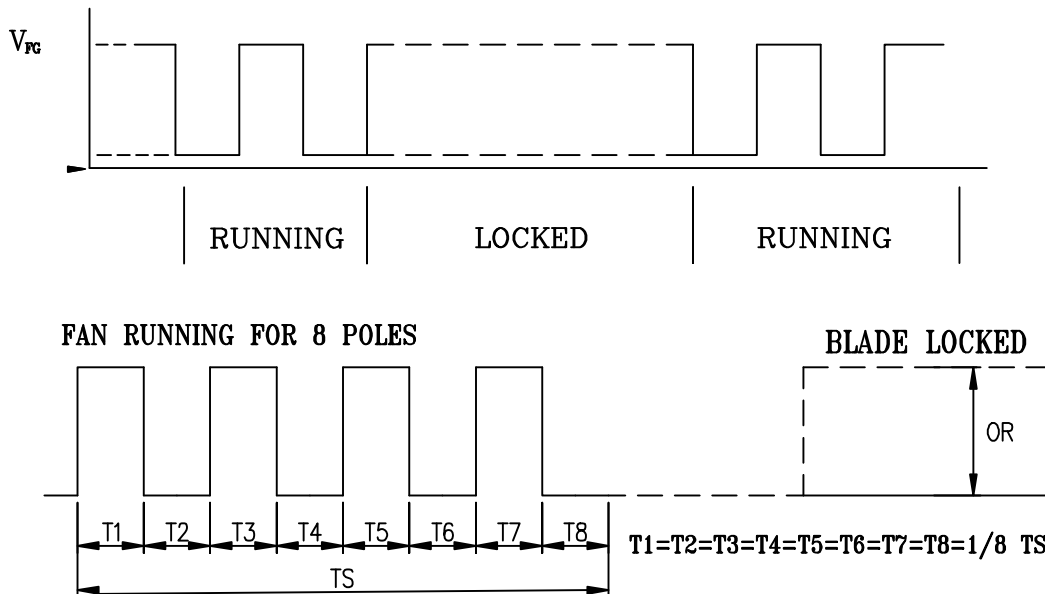 VFG
RUNNING LOCKED RUNNING
FAN RUNNING FOR 8 POLES
BLADE LOCKED
OR
T1 T2 T3 T4 T5 T6 T7 T8
T1=T2=T3=T4=T5=T6=T7=T8=1/8 TS
TS